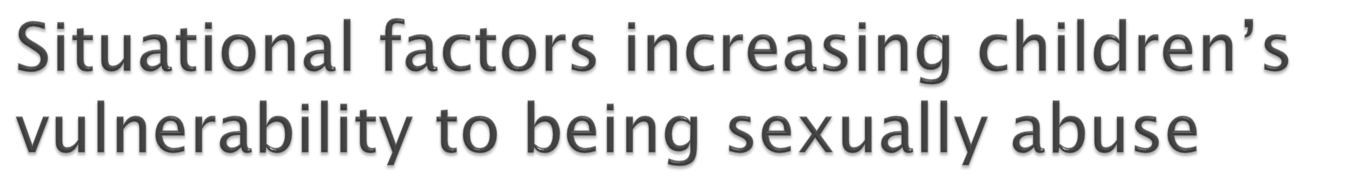 Situational factors increasing children’s
vulnerability to being sexually abuse